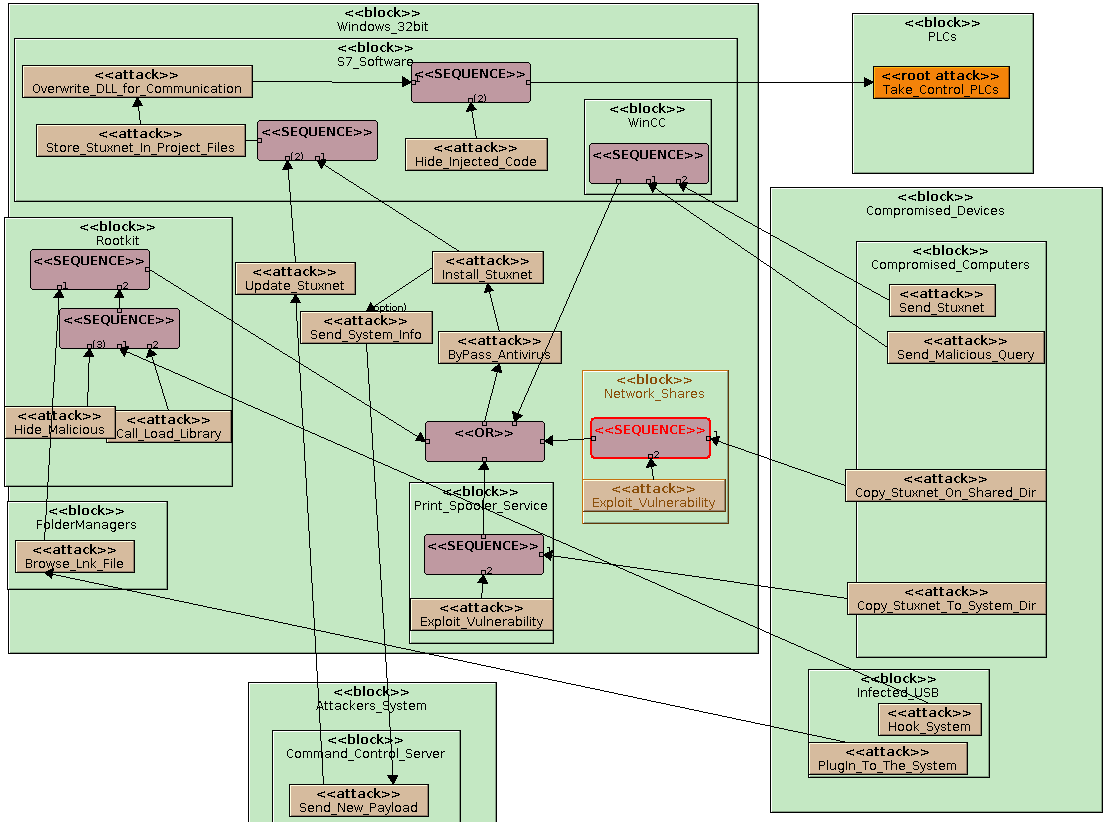 <<block>>
Windows_32bit
<<block>>
S7_Software
<<attack>>
Overwrite_DLL_for_Communication
<<SEQUENCE>>
1
(2)
<<attack>>
Store_Stuxnet_In_Project_Files
<<SEQUENCE>>
(2)
1
<<attack>>
Hide_Injected_Code
<<block>>
WinCC
<<SEQUENCE>>
1
2
<<block>>
PLCs
<<root attack>>
Take_Control_PLCs
<<block>>
Rootkit
<<SEQUENCE>>
1
2
<<SEQUENCE>>
(3)
1
2
<<attack>>
Hide_Malicious
<<attack>>
Call_Load_Library
<<attack>>
Update_Stuxnet
<<attack>>
Install_Stuxnet
(option)
<<attack>>
Send_System_Info
<<attack>>
ByPass_Antivirus
<<OR>>
<<block>>
Network_Shares
<<SEQUENCE>>
1
2
<<attack>>
Exploit_Vulnerability
<<block>>
Print_Spooler_Service
<<SEQUENCE>>
1
2
<<attack>>
Exploit_Vulnerability
<<block>>
FolderManagers
<<attack>>
Browse_Lnk_File
<<block>>
Compromised_Devices
<<block>>
Compromised_Computers
<<attack>>
Send_Stuxnet
<<attack>>
Send_Malicious_Query
<<attack>>
Copy_Stuxnet_On_Shared_Dir
<<attack>>
Copy_Stuxnet_To_System_Dir
<<block>>
Infected_USB
<<attack>>
Hook_System
<<attack>>
PlugIn_To_The_System
<<block>>
Attackers_System
<<block>>
Command_Control_Server
<<attack>>
Send_New_Payload